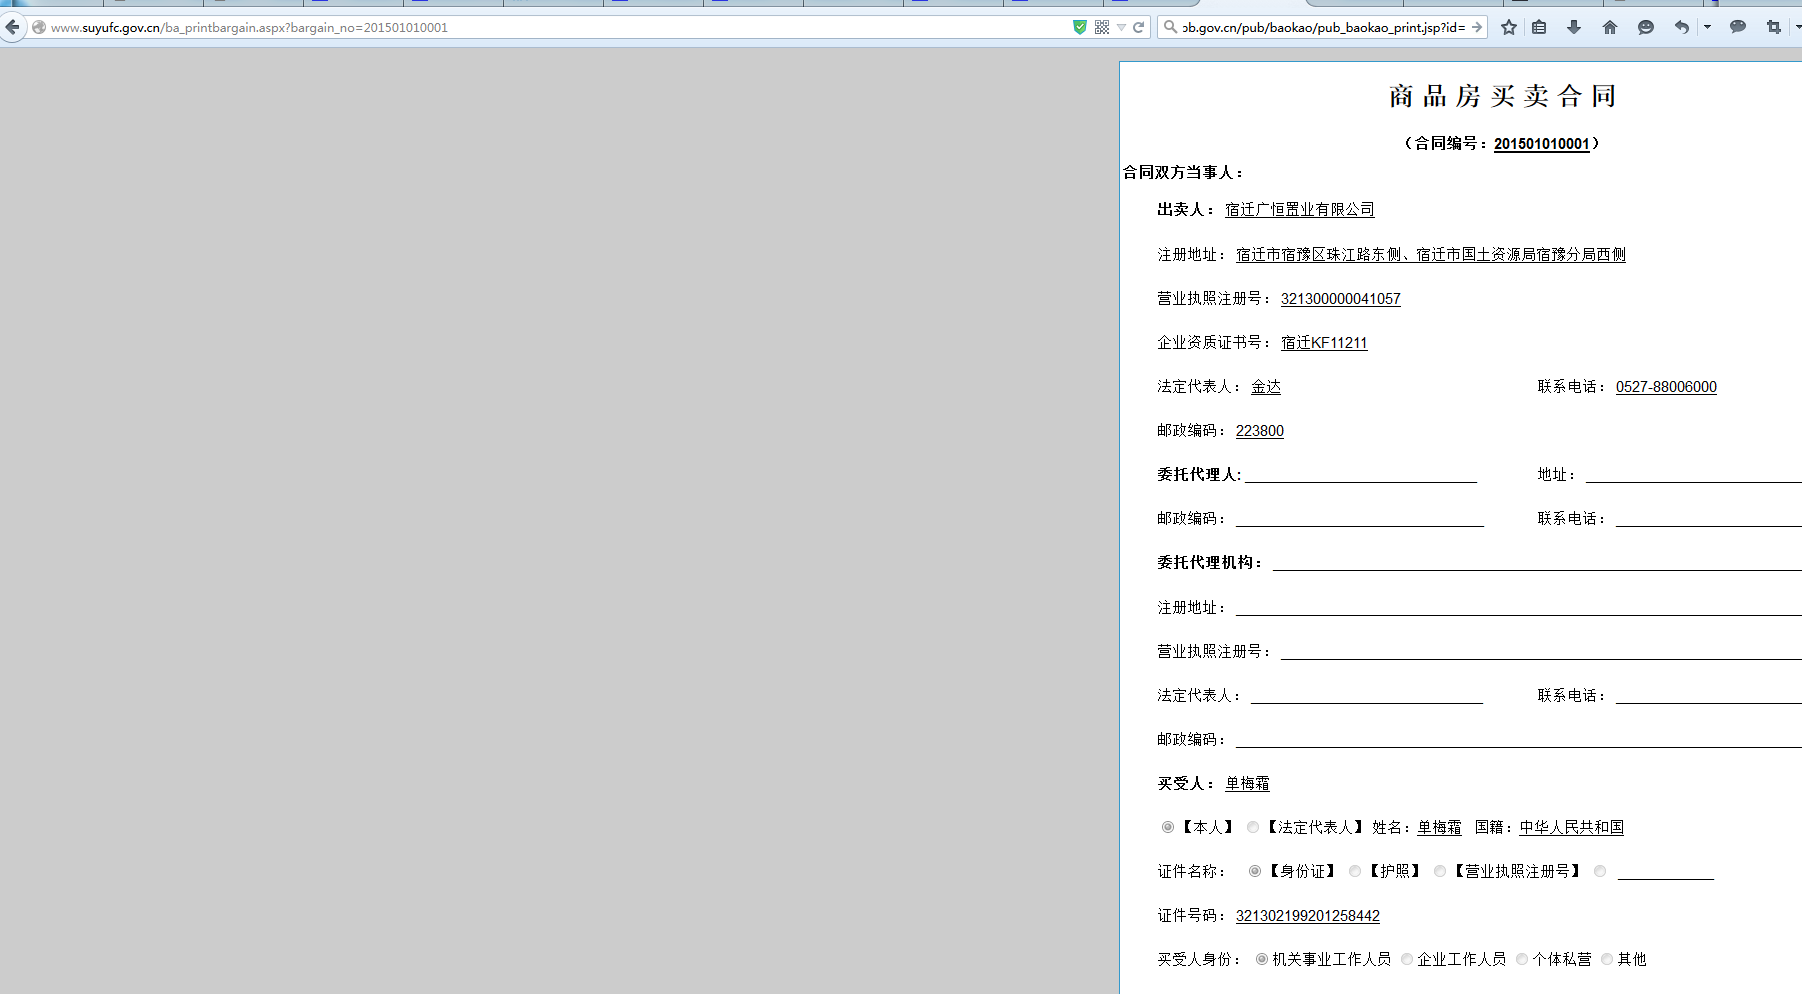 www.suyufc.gov.cn/ba_printbargain.aspx?bargain_no=201501010001
ob.gov.cn/pub/baokao/pub_baokao_print.jsp?id=
商品房买卖合同
（合同编号：201501010001）
合同双方当事人：
出卖人：宿迁广恒置业有限公司
注册地址：宿迁市宿豫区珠江路东侧、宿迁市国土资源局宿豫分局西侧
营业执照注册号：321300000041057
企业资质证书号：宿迁KF11211
法定代表人：金达 联系电话：0527-88006000
邮政编码：223800
委托代理人: 地址：
邮政编码： 联系电话：
委托代理机构：
注册地址：
营业执照注册号：
法定代表人： 联系电话：
邮政编码：
买受人：单梅霜
【本人】【法定代表人】姓名：单梅霜 国籍：中华人民共和国
证件名称： 【身份证】【护照】【营业执照注册号】
证件号码：321302199201258442
买受人身份： 机关事业工作人员 企业工作人员 个体私营 其他